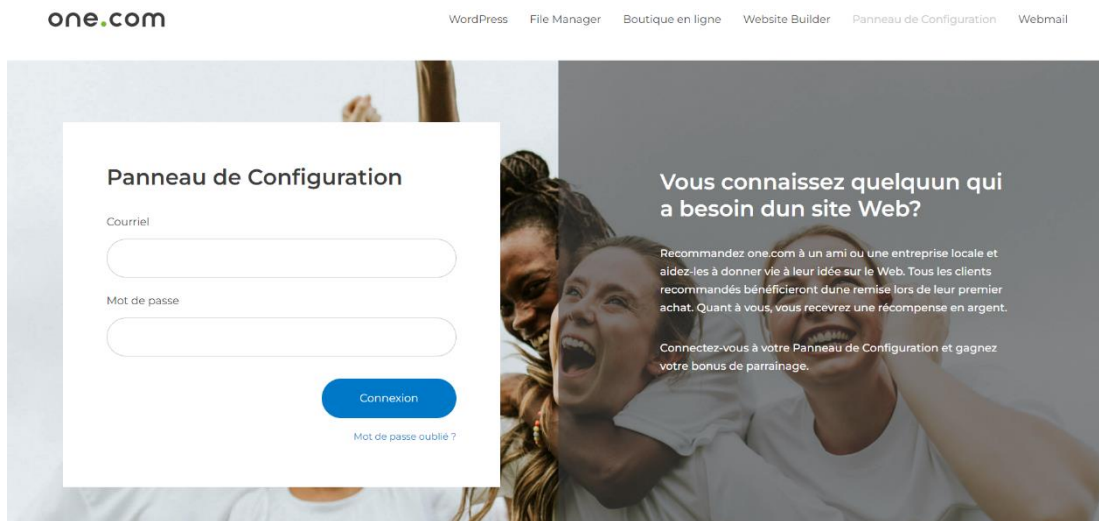 one.com
WordPress File Manager Boutique en ligne Website Builder Panneau de Configuration Webmail
Panneau de Configuration
Courriel
Mot de passe
Connexion
Mot de passe oublié ?
Vous connaissez quelquun qui
a besoin dun site Web?
Recommandez one.com à un ami ou une entreprise locale et
aidez-les à donner vie à leur idée sur le Web. Tous les clients
recommandés bénéficieront dune remise lors de leur premier
achat. Quant à vous, vous recevrez une récompense en argent.
Connectez-vous à votre Panneau de Configuration et gagnez
votre bonus de parrainage.